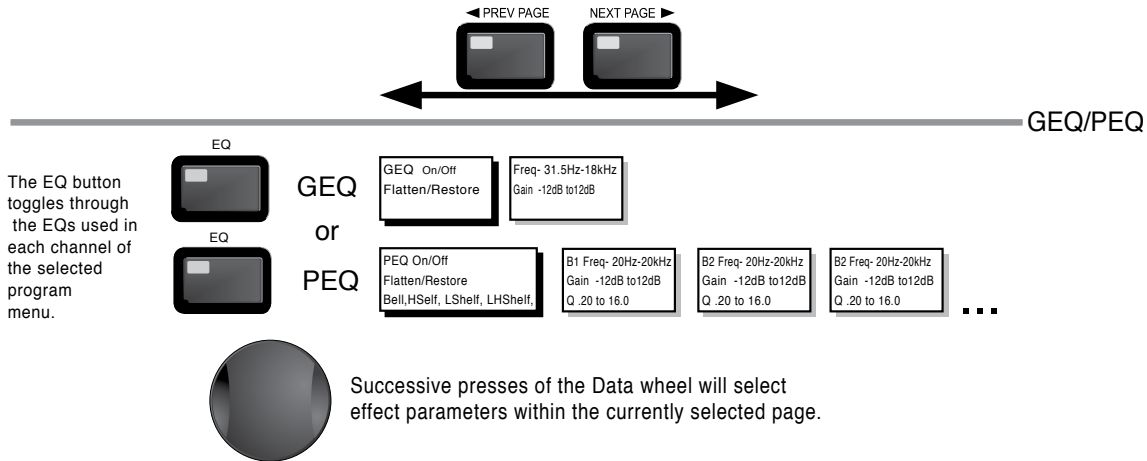 ◄ PREV PAGE
NEXT PAGE ►
GEQ/PEQ
The EQ button
toggles through
the EQs used in
each channel of
the selected
program
menu.
EQ
GEQ
GEQ On/Off
Flatten/Restore
Freq- 31.5Hz-18kHz
Gain -12dB to12dB
or
EQ
PEQ
PEQ On/Off
Flatten/Restore
Bell,HSelf, LShelf, LHShelf,
B1 Freq- 20Hz-20kHz
Gain -12dB to12dB
Q .20 to 16.0
B2 Freq- 20Hz-20kHz
Gain -12dB to12dB
Q .20 to 16.0
B2 Freq- 20Hz-20kHz
Gain -12dB to12dB
Q .20 to 16.0
...
Successive presses of the Data wheel will select
effect parameters within the currently selected page.